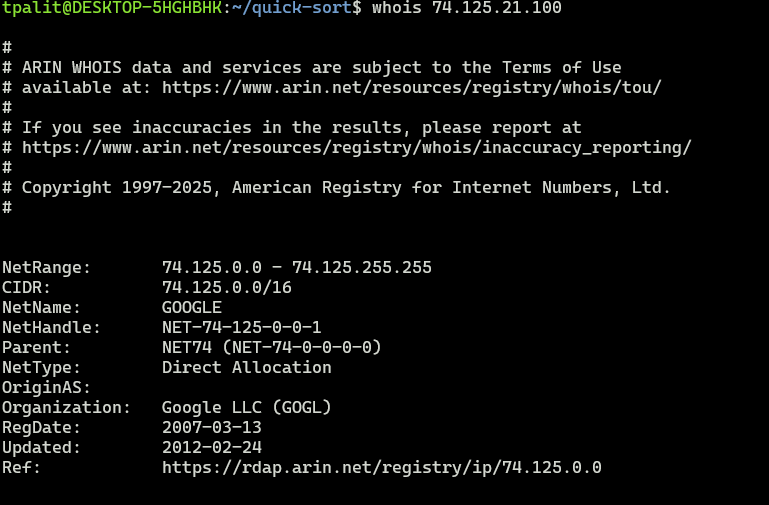 tpalit@DESKTOP-5HGHBHK:~/quick-sort$ whois 74.125.21.100
#
# ARIN WHOIS data and services are subject to the Terms of Use
# available at: https://www.arin.net/resources/registry/whois/tou/
#
# If you see inaccuracies in the results, please report at
# https://www.arin.net/resources/registry/whois/inaccuracy_reporting/
#
# Copyright 1997-2025, American Registry for Internet Numbers, Ltd.
#
NetRange:       74.125.0.0 - 74.125.255.255
CIDR:           74.125.0.0/16
NetName:        GOOGLE
NetHandle:      NET-74-125-0-0-1
Parent:         NET74 (NET-74-0-0-0-0)
NetType:        Direct Allocation
OriginAS:
Organization:   Google LLC (GOGL)
RegDate:        2007-03-13
Updated:        2012-02-24
Ref:            https://rdap.arin.net/registry/ip/74.125.0.0